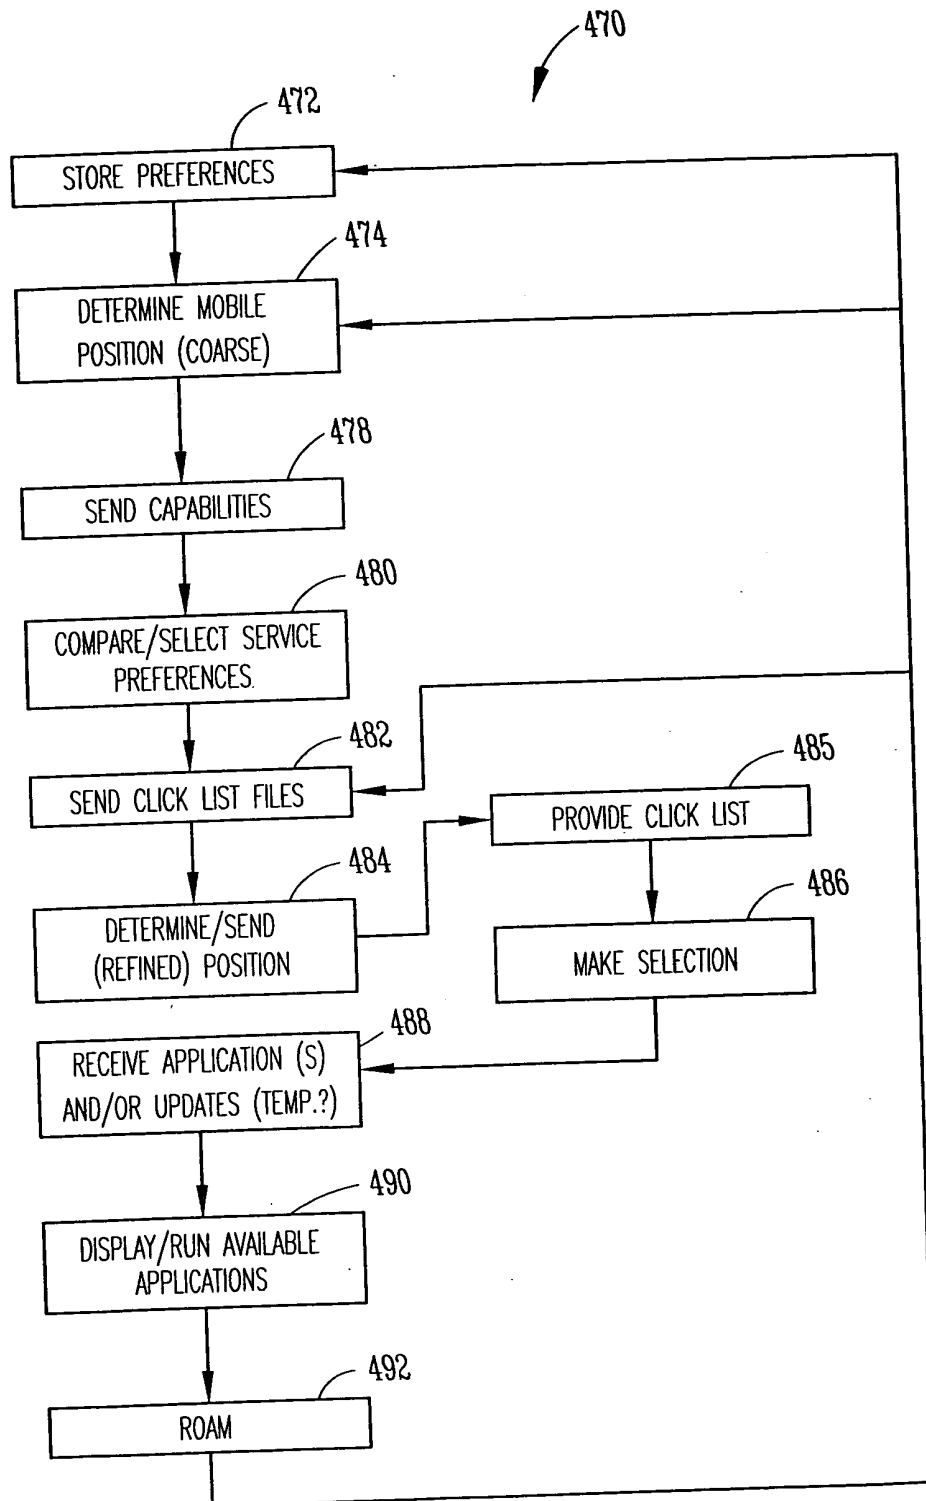 470
472
STORE PREFERENCES
474
DETERMINE MOBILE
POSITION (COARSE)
478
SEND CAPABILITIES
480
COMPARE/SELECT SERVICE
PREFERENCES.
482
SEND CLICK LIST FILES
485
PROVIDE CLICK LIST
484
DETERMINE/SEND
(REFINED) POSITION
486
MAKE SELECTION
488
RECEIVE APPLICATION (S)
AND/OR UPDATES (TEMP.?)
490
DISPLAY/RUN AVAILABLE
APPLICATIONS
492
ROAM